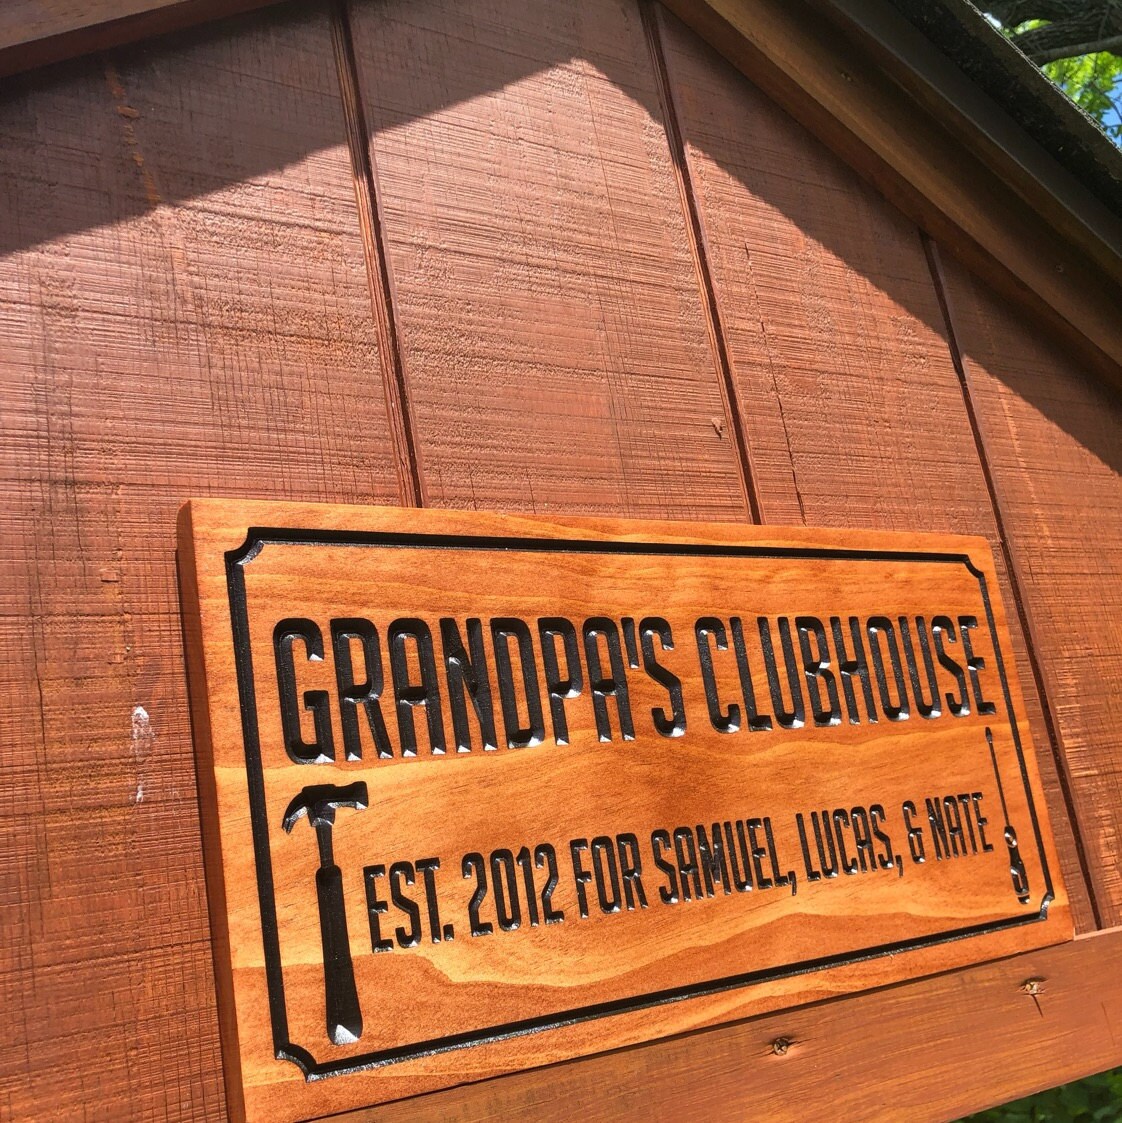 GRANDPA'S CLUBHOUSE
EST. 2012 FOR SAMUEL, LUCAS, & NATE